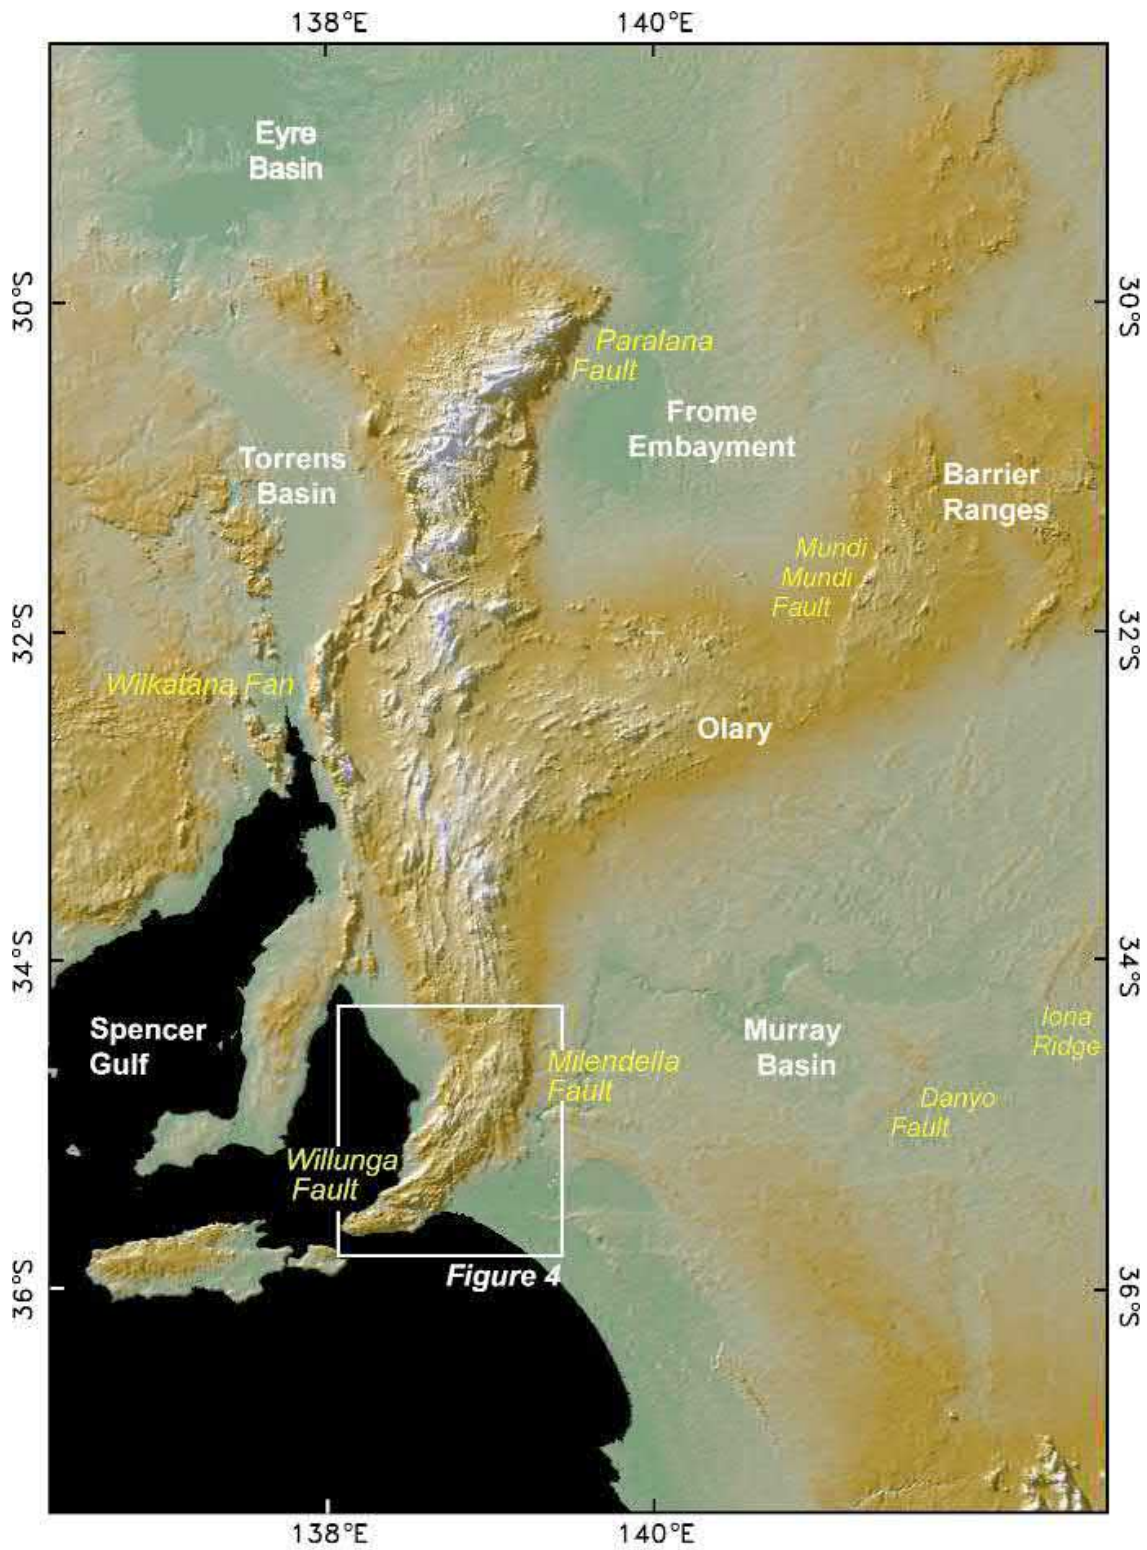 138°E
140°E
Eyre
Basin
30°S
30°S
Paralana
Fault
Frome
Embayment
Torrens
Basin
Barrier
Ranges
Mundi
Mundi
Fault
32°S
32°S
Wilkatana Fan
Olary
34°S
34°S
Spencer
Gulf
Murray
Basin
Iona
Ridge
Milendella
Fault
Danyo
Fault
Willunga
Fault
Figure 4
36°S
36°S
138°E
140°E